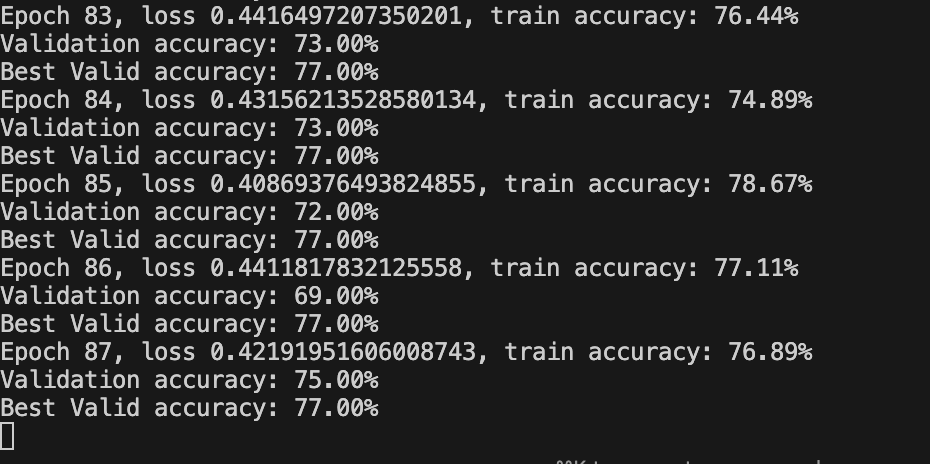 Epoch 83, loss 0.4416497207350201, train accuracy: 76.44%
Validation accuracy: 73.00%
Best Valid accuracy: 77.00%
Epoch 84, loss 0.43156213528580134, train accuracy: 74.89%
Validation accuracy: 73.00%
Best Valid accuracy: 77.00%
Epoch 85, loss 0.40869376493824855, train accuracy: 78.67%
Validation accuracy: 72.00%
Best Valid accuracy: 77.00%
Epoch 86, loss 0.4411817832125558, train accuracy: 77.11%
Validation accuracy: 69.00%
Best Valid accuracy: 77.00%
Epoch 87, loss 0.42191951606008743, train accuracy: 76.89%
Validation accuracy: 75.00%
Best Valid accuracy: 77.00%